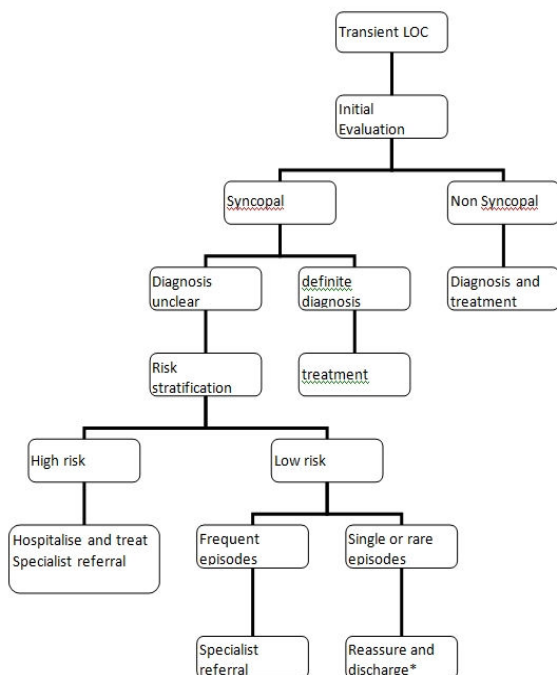 Transient LOC
Initial
Evaluation
Syncopal
Non Syncopal
Diagnosis
unclear
definite
diagnosis
Diagnosis and
treatment
Risk
stratification
treatment
High risk
Low risk
Hospitalise and treat
Specialist referral
Frequent
episodes
Single or rare
episodes
Specialist
referral
Reassure and
discharge*